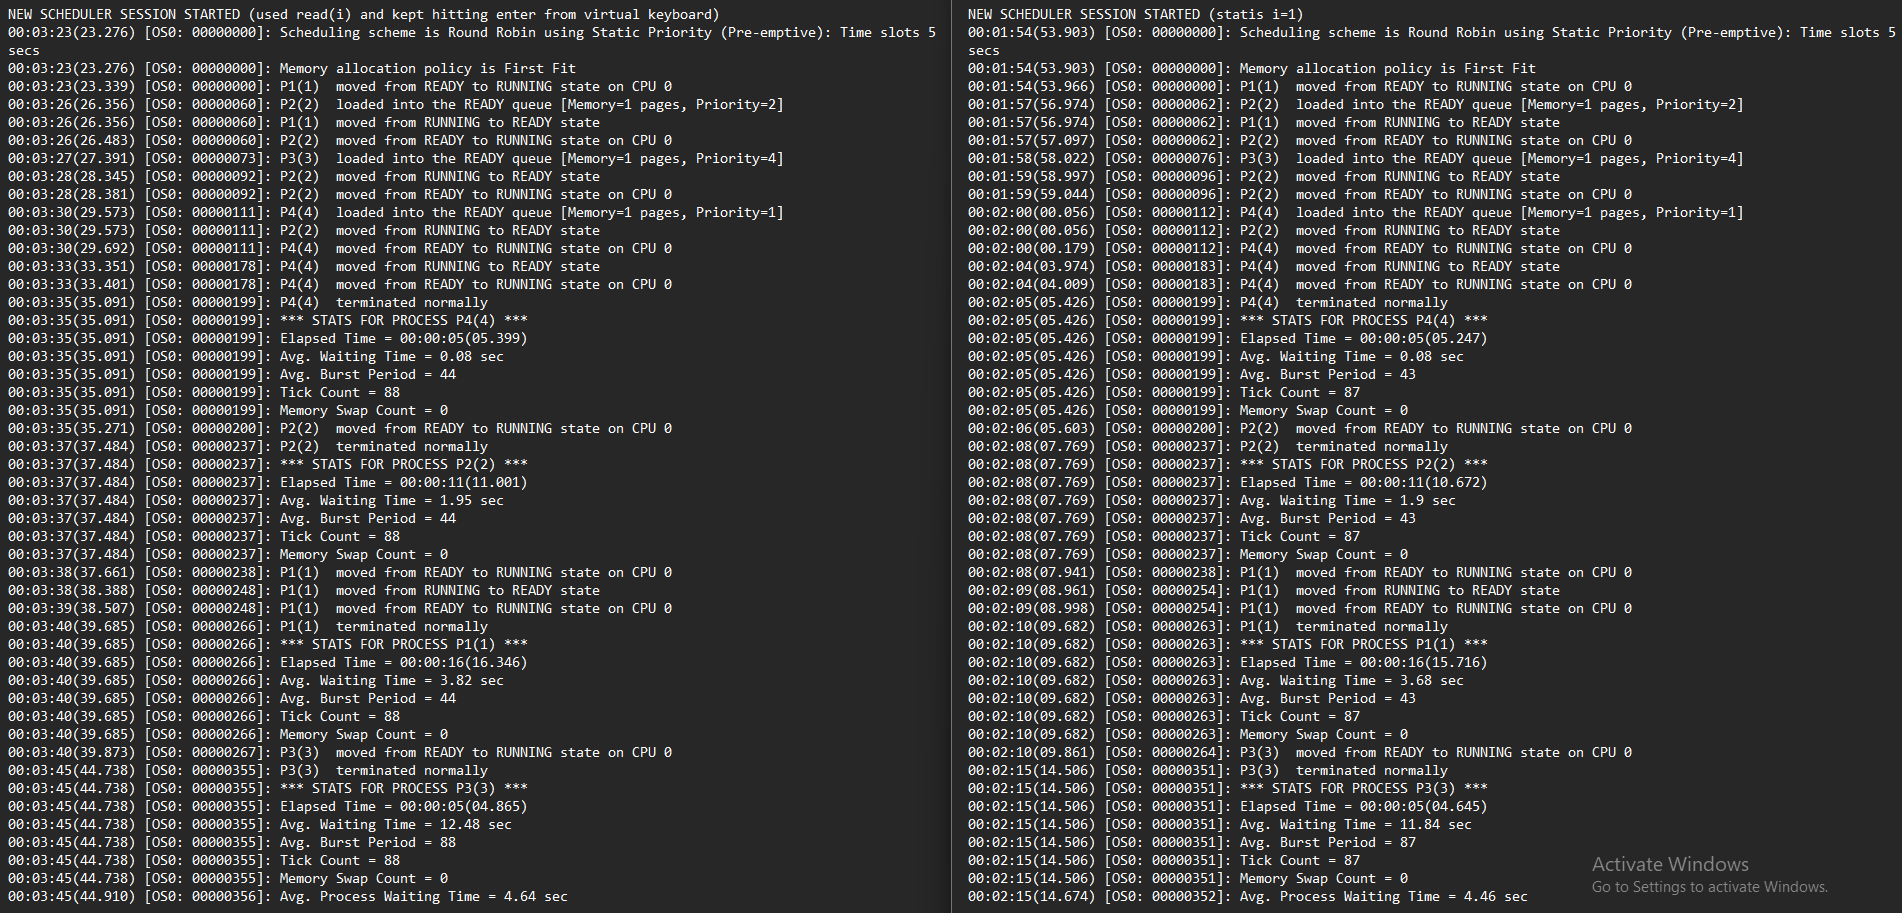 NEW SCHEDULER SESSION STARTED (used read(i) and kept hitting enter from virtual keyboard)
00:03:23(23.276) [OS0: 00000000]: Scheduling scheme is Round Robin using Static Priority (Pre-emptive): Time slots 5
secs
00:03:23(23.276) [OS0: 00000000]: Memory allocation policy is First Fit
00:03:23(23.339) [OS0: 00000000]: P1(1)  moved from READY to RUNNING state on CPU 0
00:03:26(26.356) [OS0: 00000060]: P2(2)  loaded into the READY queue [Memory=1 pages, Priority=2]
00:03:26(26.356) [OS0: 00000060]: P1(1)  moved from RUNNING to READY state
00:03:26(26.483) [OS0: 00000060]: P2(2)  moved from READY to RUNNING state on CPU 0
00:03:27(27.391) [OS0: 00000073]: P3(3)  loaded into the READY queue [Memory=1 pages, Priority=4]
00:03:28(28.345) [OS0: 00000092]: P2(2)  moved from RUNNING to READY state
00:03:28(28.381) [OS0: 00000092]: P2(2)  moved from READY to RUNNING state on CPU 0
00:03:30(29.573) [OS0: 00000111]: P4(4)  loaded into the READY queue [Memory=1 pages, Priority=1]
00:03:30(29.573) [OS0: 00000111]: P2(2)  moved from RUNNING to READY state
00:03:30(29.692) [OS0: 00000111]: P4(4)  moved from READY to RUNNING state on CPU 0
00:03:33(33.351) [OS0: 00000178]: P4(4)  moved from RUNNING to READY state
00:03:33(33.401) [OS0: 00000178]: P4(4)  moved from READY to RUNNING state on CPU 0
00:03:35(35.091) [OS0: 00000199]: P4(4)  terminated normally
00:03:35(35.091) [OS0: 00000199]: *** STATS FOR PROCESS P4(4) ***
00:03:35(35.091) [OS0: 00000199]: Elapsed Time = 00:00:05(05.399)
00:03:35(35.091) [OS0: 00000199]: Avg. Waiting Time = 0.08 sec
00:03:35(35.091) [OS0: 00000199]: Avg. Burst Period = 44
00:03:35(35.091) [OS0: 00000199]: Tick Count = 88
00:03:35(35.091) [OS0: 00000199]: Memory Swap Count = 0
00:03:35(35.271) [OS0: 00000200]: P2(2)  moved from READY to RUNNING state on CPU 0
00:03:37(37.484) [OS0: 00000237]: P2(2)  terminated normally
00:03:37(37.484) [OS0: 00000237]: *** STATS FOR PROCESS P2(2) ***
00:03:37(37.484) [OS0: 00000237]: Elapsed Time = 00:00:11(11.001)
00:03:37(37.484) [OS0: 00000237]: Avg. Waiting Time = 1.95 sec
00:03:37(37.484) [OS0: 00000237]: Avg. Burst Period = 44
00:03:37(37.484) [OS0: 00000237]: Tick Count = 88
00:03:37(37.484) [OS0: 00000237]: Memory Swap Count = 0
00:03:38(37.661) [OS0: 00000238]: P1(1)  moved from READY to RUNNING state on CPU 0
00:03:38(38.388) [OS0: 00000248]: P1(1)  moved from RUNNING to READY state
00:03:39(38.507) [OS0: 00000248]: P1(1)  moved from READY to RUNNING state on CPU 0
00:03:40(39.685) [OS0: 00000266]: P1(1)  terminated normally
00:03:40(39.685) [OS0: 00000266]: *** STATS FOR PROCESS P1(1) ***
00:03:40(39.685) [OS0: 00000266]: Elapsed Time = 00:00:16(16.346)
00:03:40(39.685) [OS0: 00000266]: Avg. Waiting Time = 3.82 sec
00:03:40(39.685) [OS0: 00000266]: Avg. Burst Period = 44
00:03:40(39.685) [OS0: 00000266]: Tick Count = 88
00:03:40(39.685) [OS0: 00000266]: Memory Swap Count = 0
00:03:40(39.873) [OS0: 00000267]: P3(3)  moved from READY to RUNNING state on CPU 0
00:03:45(44.738) [OS0: 00000355]: P3(3)  terminated normally
00:03:45(44.738) [OS0: 00000355]: *** STATS FOR PROCESS P3(3) ***
00:03:45(44.738) [OS0: 00000355]: Elapsed Time = 00:00:05(04.865)
00:03:45(44.738) [OS0: 00000355]: Avg. Waiting Time = 12.48 sec
00:03:45(44.738) [OS0: 00000355]: Avg. Burst Period = 88
00:03:45(44.738) [OS0: 00000355]: Tick Count = 88
00:03:45(44.738) [OS0: 00000355]: Memory Swap Count = 0
00:03:45(44.910) [OS0: 00000356]: Avg. Process Waiting Time = 4.64 sec
NEW SCHEDULER SESSION STARTED (statis i=1)
00:01:54(53.903) [OS0: 00000000]: Scheduling scheme is Round Robin using Static Priority (Pre-emptive): Time slots 5
secs
00:01:54(53.903) [OS0: 00000000]: Memory allocation policy is First Fit
00:01:54(53.966) [OS0: 00000000]: P1(1)  moved from READY to RUNNING state on CPU 0
00:01:57(56.974) [OS0: 00000062]: P2(2)  loaded into the READY queue [Memory=1 pages, Priority=2]
00:01:57(56.974) [OS0: 00000062]: P1(1)  moved from RUNNING to READY state
00:01:57(57.097) [OS0: 00000062]: P2(2)  moved from READY to RUNNING state on CPU 0
00:01:58(58.022) [OS0: 00000076]: P3(3)  loaded into the READY queue [Memory=1 pages, Priority=4]
00:01:59(58.997) [OS0: 00000096]: P2(2)  moved from RUNNING to READY state
00:01:59(59.044) [OS0: 00000096]: P2(2)  moved from READY to RUNNING state on CPU 0
00:02:00(00.056) [OS0: 00000112]: P4(4)  loaded into the READY queue [Memory=1 pages, Priority=1]
00:02:00(00.056) [OS0: 00000112]: P2(2)  moved from RUNNING to READY state
00:02:00(00.179) [OS0: 00000112]: P4(4)  moved from READY to RUNNING state on CPU 0
00:02:04(03.974) [OS0: 00000183]: P4(4)  moved from RUNNING to READY state
00:02:04(04.009) [OS0: 00000183]: P4(4)  moved from READY to RUNNING state on CPU 0
00:02:05(05.426) [OS0: 00000199]: P4(4)  terminated normally
00:02:05(05.426) [OS0: 00000199]: *** STATS FOR PROCESS P4(4) ***
00:02:05(05.426) [OS0: 00000199]: Elapsed Time = 00:00:05(05.247)
00:02:05(05.426) [OS0: 00000199]: Avg. Waiting Time = 0.08 sec
00:02:05(05.426) [OS0: 00000199]: Avg. Burst Period = 43
00:02:05(05.426) [OS0: 00000199]: Tick Count = 87
00:02:05(05.426) [OS0: 00000199]: Memory Swap Count = 0
00:02:06(05.603) [OS0: 00000200]: P2(2)  moved from READY to RUNNING state on CPU 0
00:02:08(07.769) [OS0: 00000237]: P2(2)  terminated normally
00:02:08(07.769) [OS0: 00000237]: *** STATS FOR PROCESS P2(2) ***
00:02:08(07.769) [OS0: 00000237]: Elapsed Time = 00:00:11(10.672)
00:02:08(07.769) [OS0: 00000237]: Avg. Waiting Time = 1.9 sec
00:02:08(07.769) [OS0: 00000237]: Avg. Burst Period = 43
00:02:08(07.769) [OS0: 00000237]: Tick Count = 87
00:02:08(07.769) [OS0: 00000237]: Memory Swap Count = 0
00:02:08(07.941) [OS0: 00000238]: P1(1)  moved from READY to RUNNING state on CPU 0
00:02:09(08.961) [OS0: 00000254]: P1(1)  moved from RUNNING to READY state
00:02:09(08.998) [OS0: 00000254]: P1(1)  moved from READY to RUNNING state on CPU 0
00:02:10(09.682) [OS0: 00000263]: P1(1)  terminated normally
00:02:10(09.682) [OS0: 00000263]: *** STATS FOR PROCESS P1(1) ***
00:02:10(09.682) [OS0: 00000263]: Elapsed Time = 00:00:16(15.716)
00:02:10(09.682) [OS0: 00000263]: Avg. Waiting Time = 3.68 sec
00:02:10(09.682) [OS0: 00000263]: Avg. Burst Period = 43
00:02:10(09.682) [OS0: 00000263]: Tick Count = 87
00:02:10(09.682) [OS0: 00000263]: Memory Swap Count = 0
00:02:10(09.861) [OS0: 00000264]: P3(3)  moved from READY to RUNNING state on CPU 0
00:02:15(14.506) [OS0: 00000351]: P3(3)  terminated normally
00:02:15(14.506) [OS0: 00000351]: *** STATS FOR PROCESS P3(3) ***
00:02:15(14.506) [OS0: 00000351]: Elapsed Time = 00:00:05(04.645)
00:02:15(14.506) [OS0: 00000351]: Avg. Waiting Time = 11.84 sec
00:02:15(14.506) [OS0: 00000351]: Avg. Burst Period = 87
00:02:15(14.506) [OS0: 00000351]: Tick Count = 87
00:02:15(14.506) [OS0: 00000351]: Memory Swap Count = 0
00:02:15(14.674) [OS0: 00000352]: Avg. Process Waiting Time = 4.46 sec
Activate Windows
Go to Settings to activate Windows.